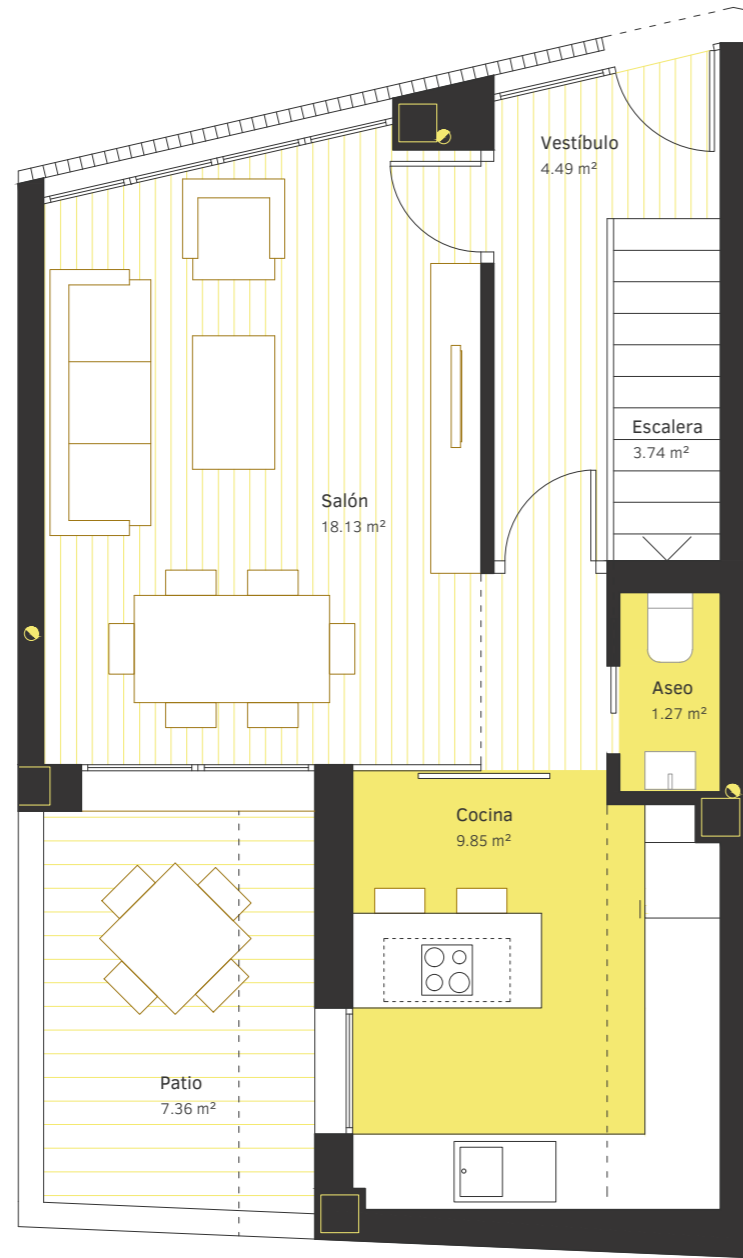 Vestíbulo
4.49 m²
Escalera
3.74 m²
Salón
18.13 m²
Aseo
1.27 m²
Cocina
9.85 m²
Patio
7.36 m²